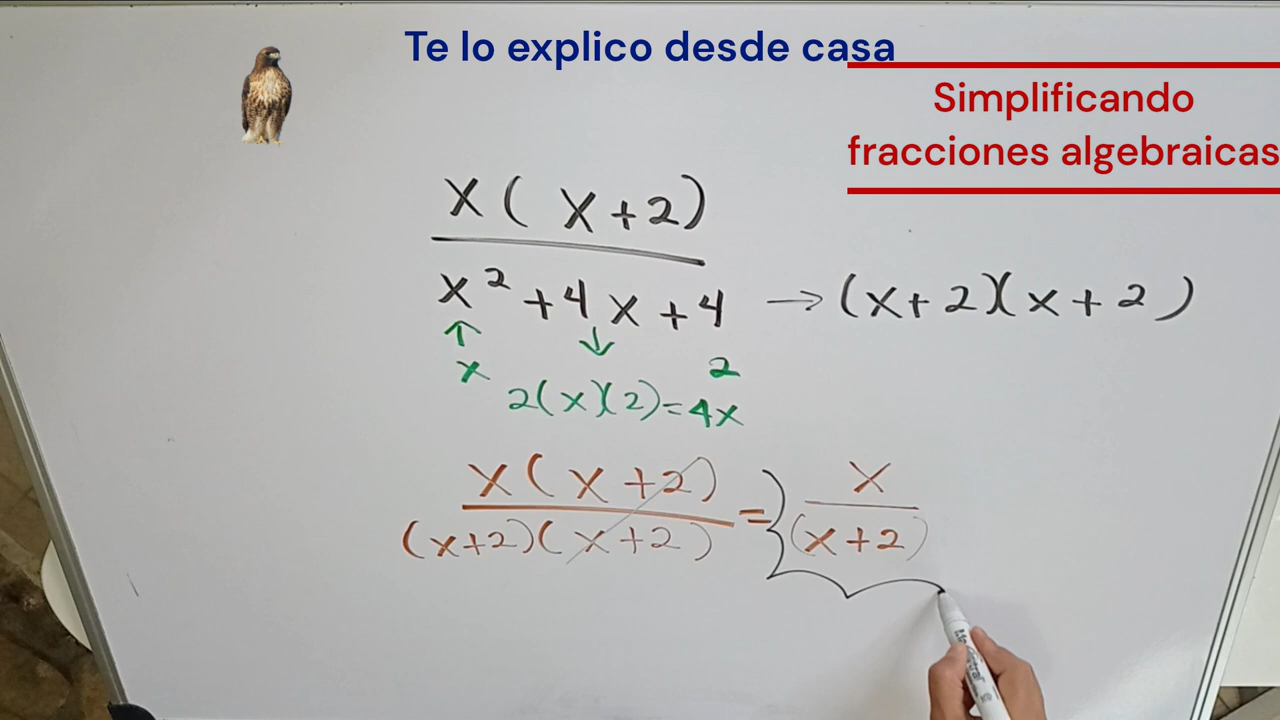 Te lo explico desde casa
Simplificando
fracciones algebraicas
x(x+2)
x²+4x+4 → (x+2)(x+2)
↑ ↓
x 2
2(x)(2)=4x
x(x+2) = x
(x+2)(x+2) (x+2)